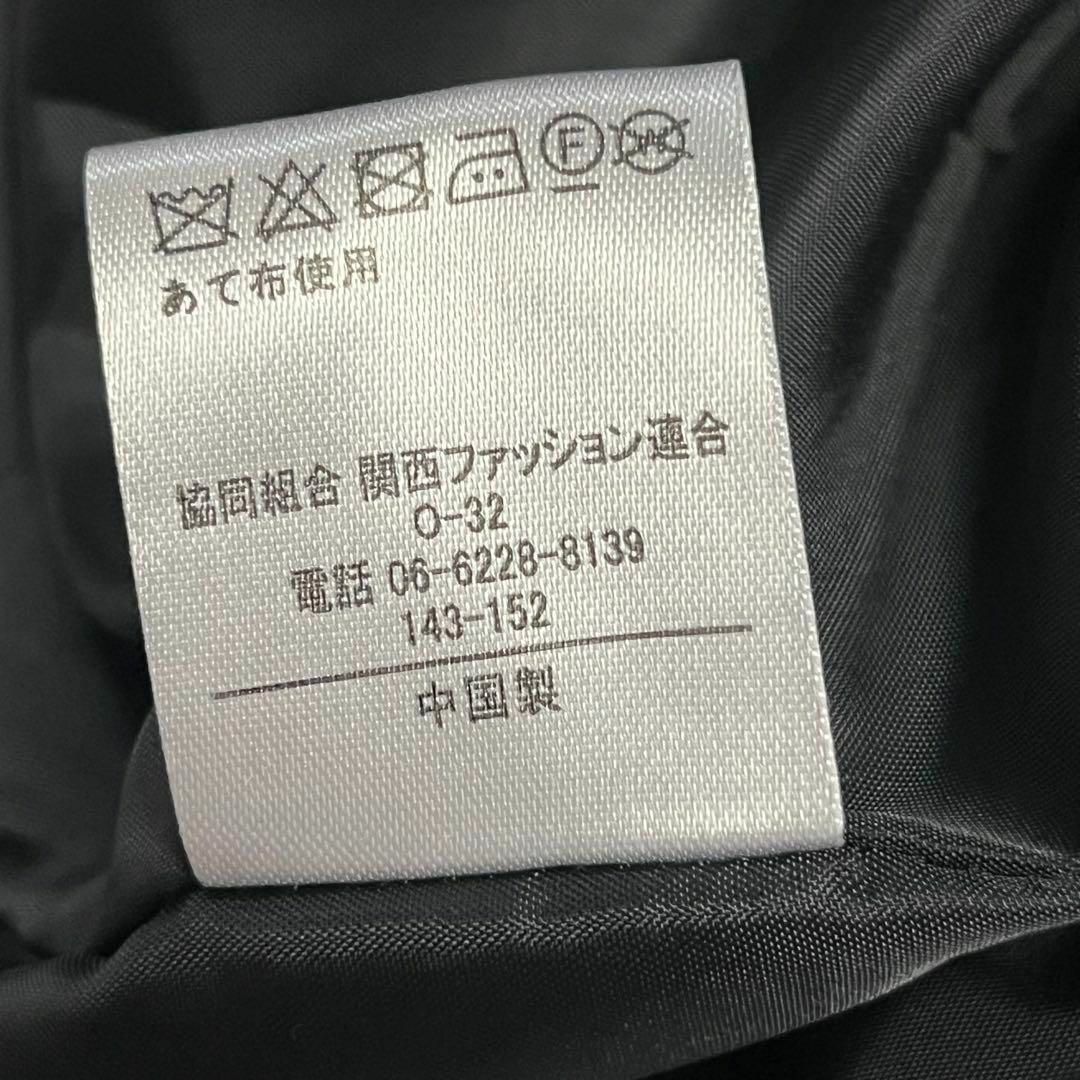 F
W
あて布使用
協同組合 関西ファッション連合
O-32
電話 06-6228-8139
143-152
中国製